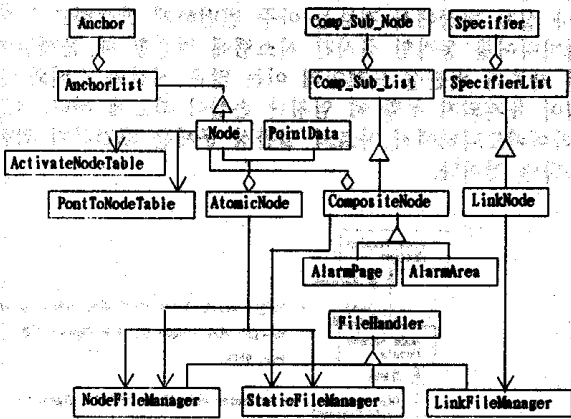 Anchor
Comp_Sub_Node
Specifier
AnchorList
Comp_Sub_List
SpecifierList
Node
PointData
ActivateNodeTable
PontToNodeTable
AtomicNode
CompositeNode
LinkNode
AlarmPage
AlarmArea
FileHandler
NodeFileManager
StaticFileManager
LinkFileManager